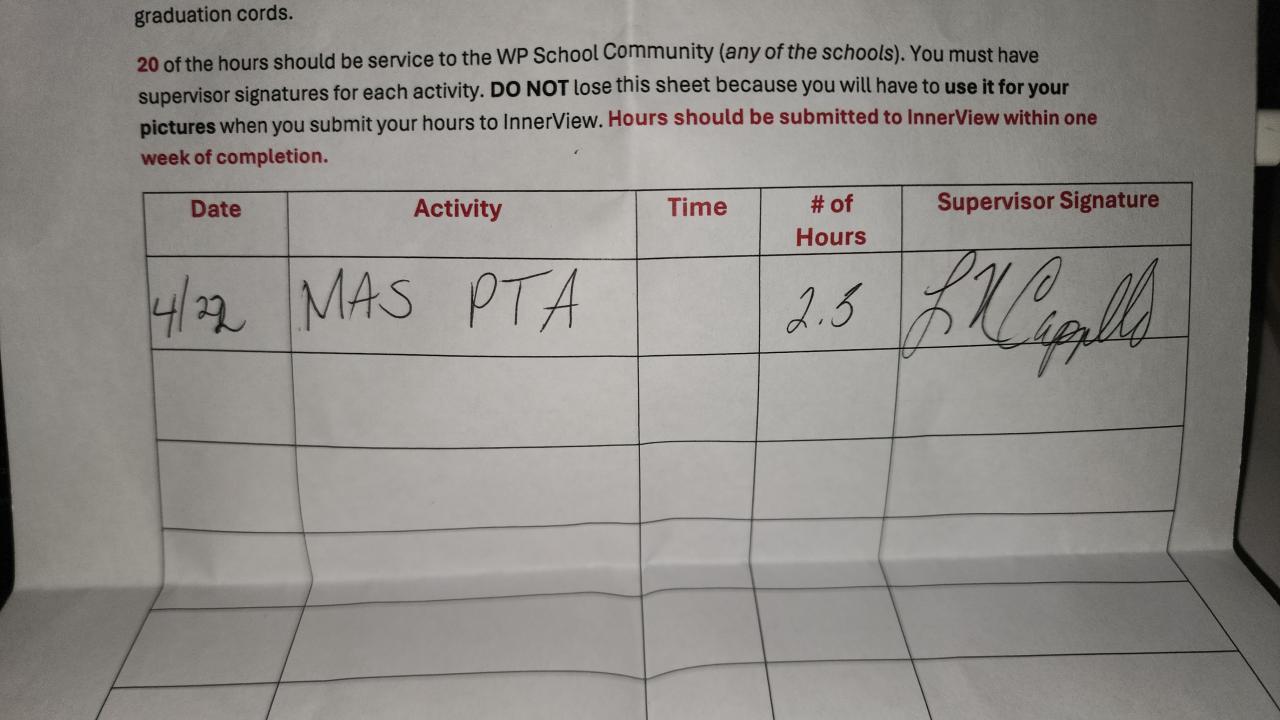 graduation cords.
20 of the hours should be service to the WP School Community (any of the schools). You must have
supervisor signatures for each activity. DO NOT lose this sheet because you will have to use it for your
pictures when you submit your hours to InnerView. Hours should be submitted to InnerView within one
week of completion.
Date Activity Time # of Hours Supervisor Signature
4/22 MAS PTA 2.5